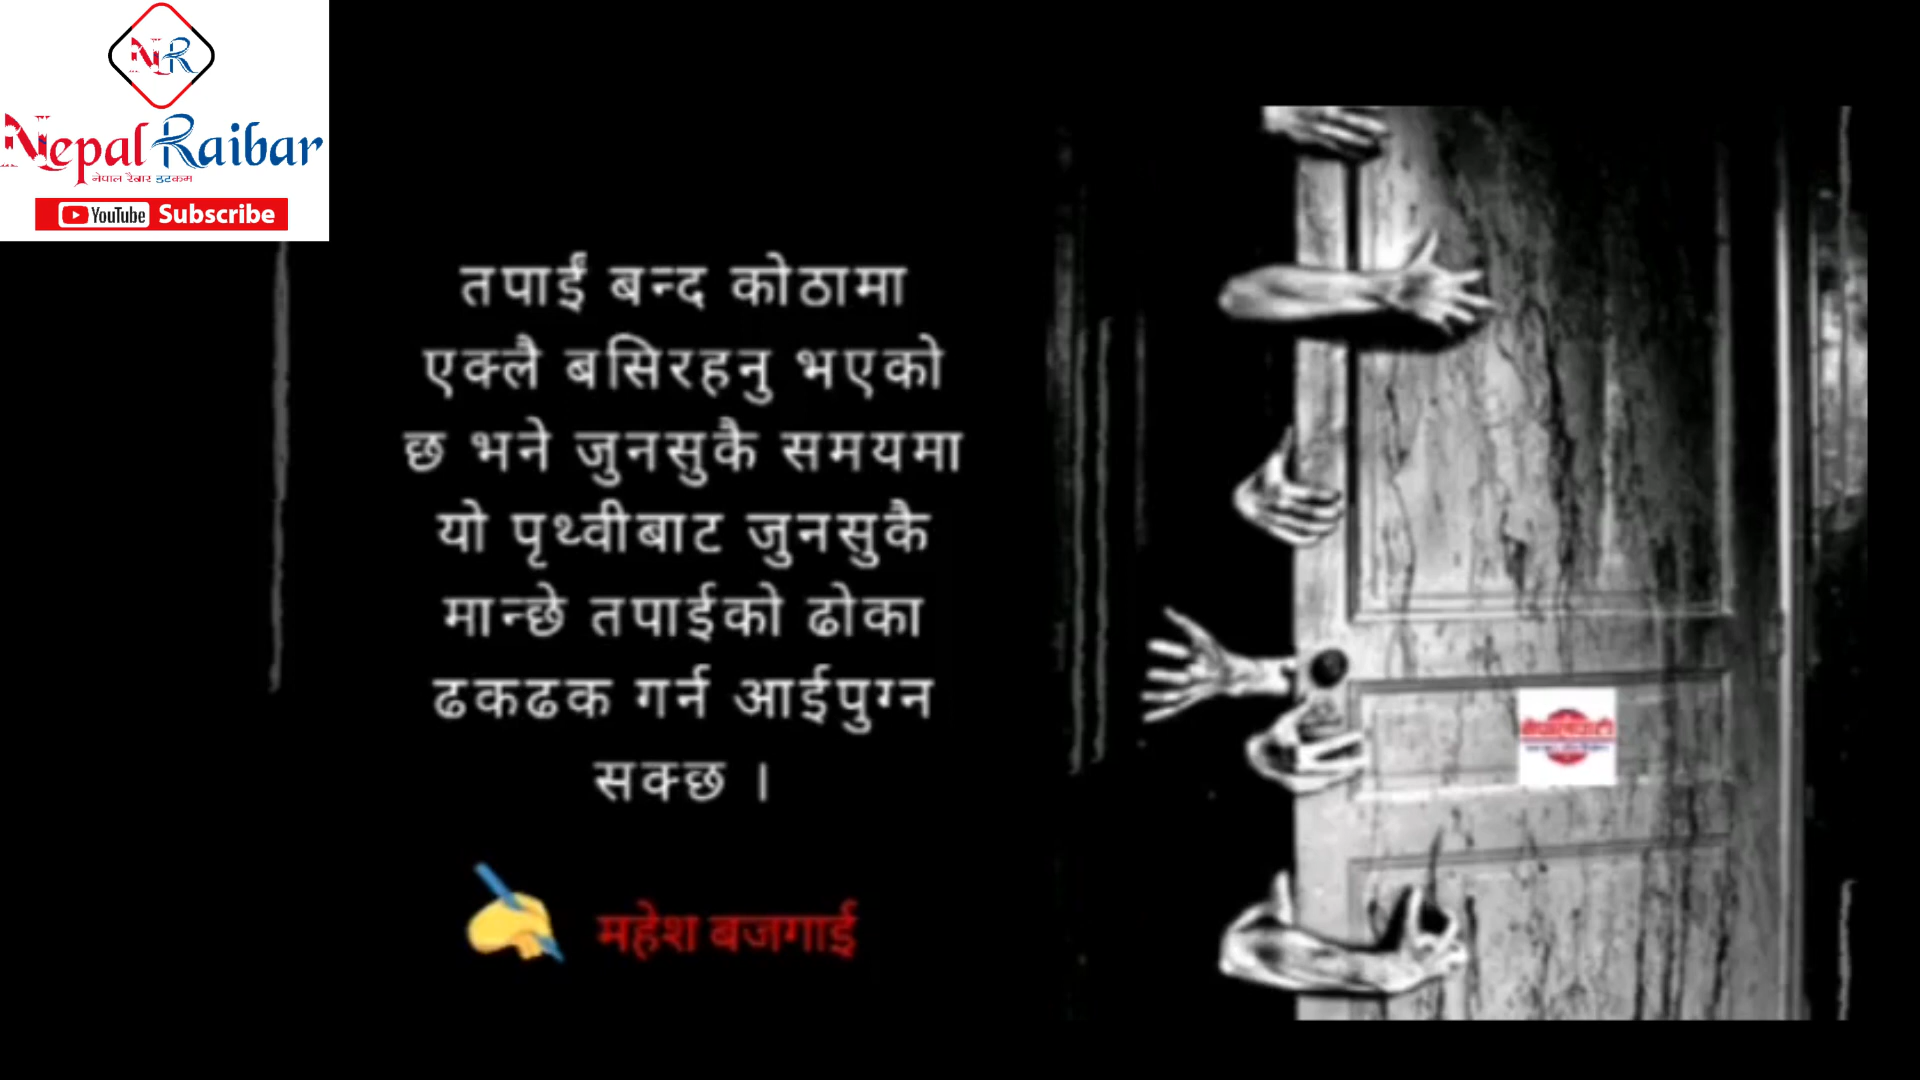 NR
Nepal Raibar
नेपाल रैबार डटकम
YouTube Subscribe
तपाईं बन्द कोठामा
एक्लै बसिरहनु भएको
छ भने जुनसुकै समयमा
यो पृथ्वीबाट जुनसुकै
मान्छे तपाईको ढोका
ढकढक गर्न आईपुग्न
सक्छ ।
महेश बजगाई